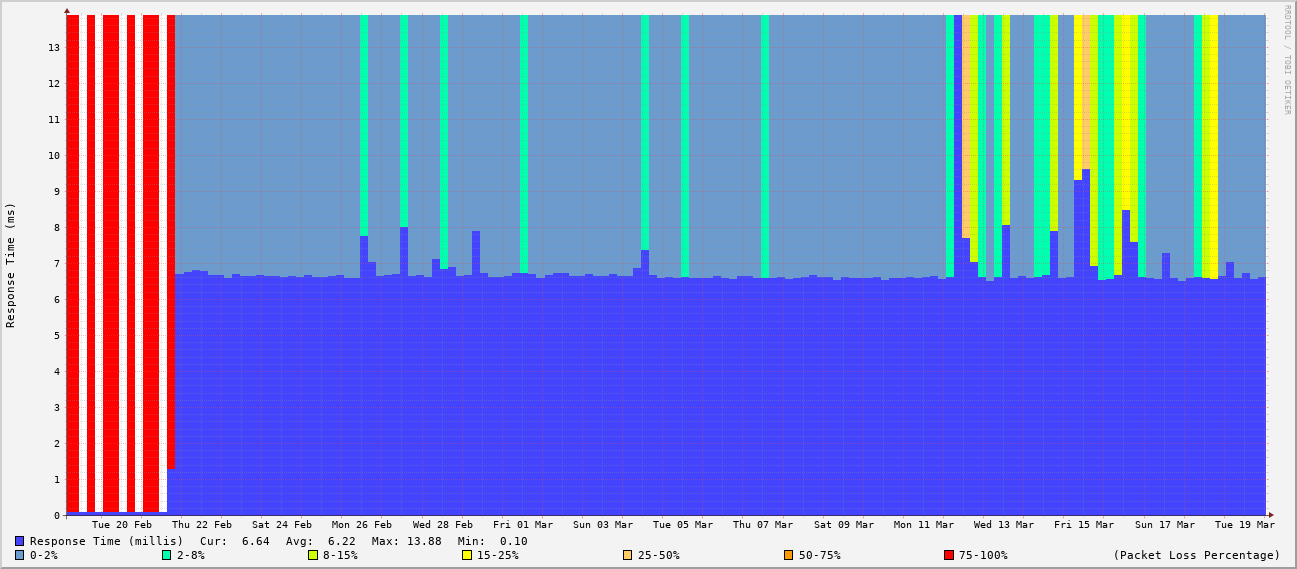 RRDTOOL / TOBI OETIKER
Response Time (ms)
13
12
11
10
9
8
7
6
5
4
3
2
1
0
Tue 20 Feb Thu 22 Feb Sat 24 Feb Mon 26 Feb Wed 28 Feb Fri 01 Mar Sun 03 Mar Tue 05 Mar Thu 07 Mar Sat 09 Mar Mon 11 Mar Wed 13 Mar Fri 15 Mar Sun 17 Mar Tue 19 Mar
Response Time (millis) Cur: 6.64 Avg: 6.22 Max: 13.88 Min: 0.10
0-2% 2-8% 8-15% 15-25% 25-50% 50-75% 75-100% (Packet Loss Percentage)